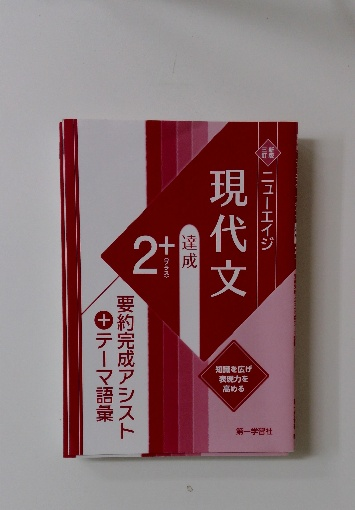 三訂
新版
ニューエイジ
現代文
達成
2+
(プラス)
要約完成アシスト
+テーマ語彙
知識を広げ
表現力を
高める
第一学習社